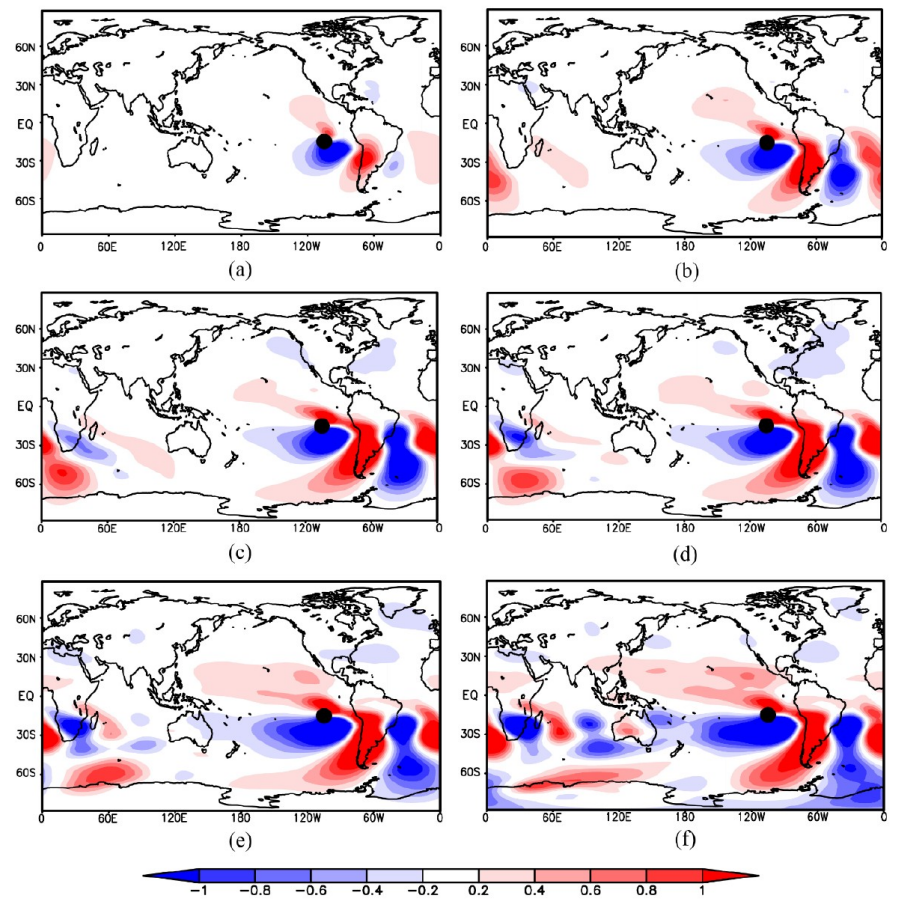 60N 60N
30N 30N
EQ EQ
30S 30S
60S 60S
0 60E 120E 180 120W 60W 0 0 60E 120E 180 120W 60W 0
(a) (b)
60N 60N
30N 30N
EQ EQ
30S 30S
60S 60S
0 60E 120E 180 120W 60W 0 0 60E 120E 180 120W 60W 0
(c) (d)
60N 60N
30N 30N
EQ EQ
30S 30S
60S 60S
0 60E 120E 180 120W 60W 0 0 60E 120E 180 120W 60W 0
(e) (f)
−1 −0.8 −0.6 −0.4 −0.2 0.2 0.4 0.6 0.8 1